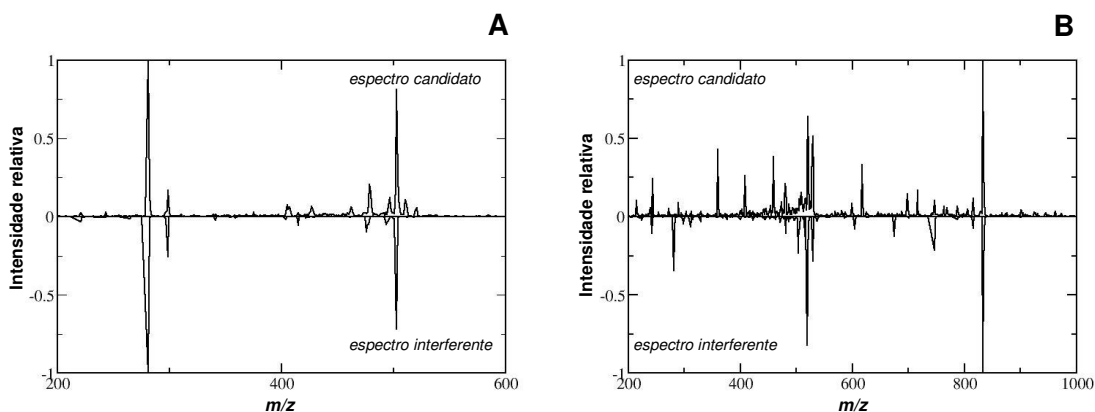 A
1
0.5
0
-0.5
-1
200
400
600
Intensidade relativa
m/z
espectro candidato
espectro interferente
B
1
0.5
0
-0.5
-1
200
400
600
800
1000
Intensidade relativa
m/z
espectro candidato
espectro interferente